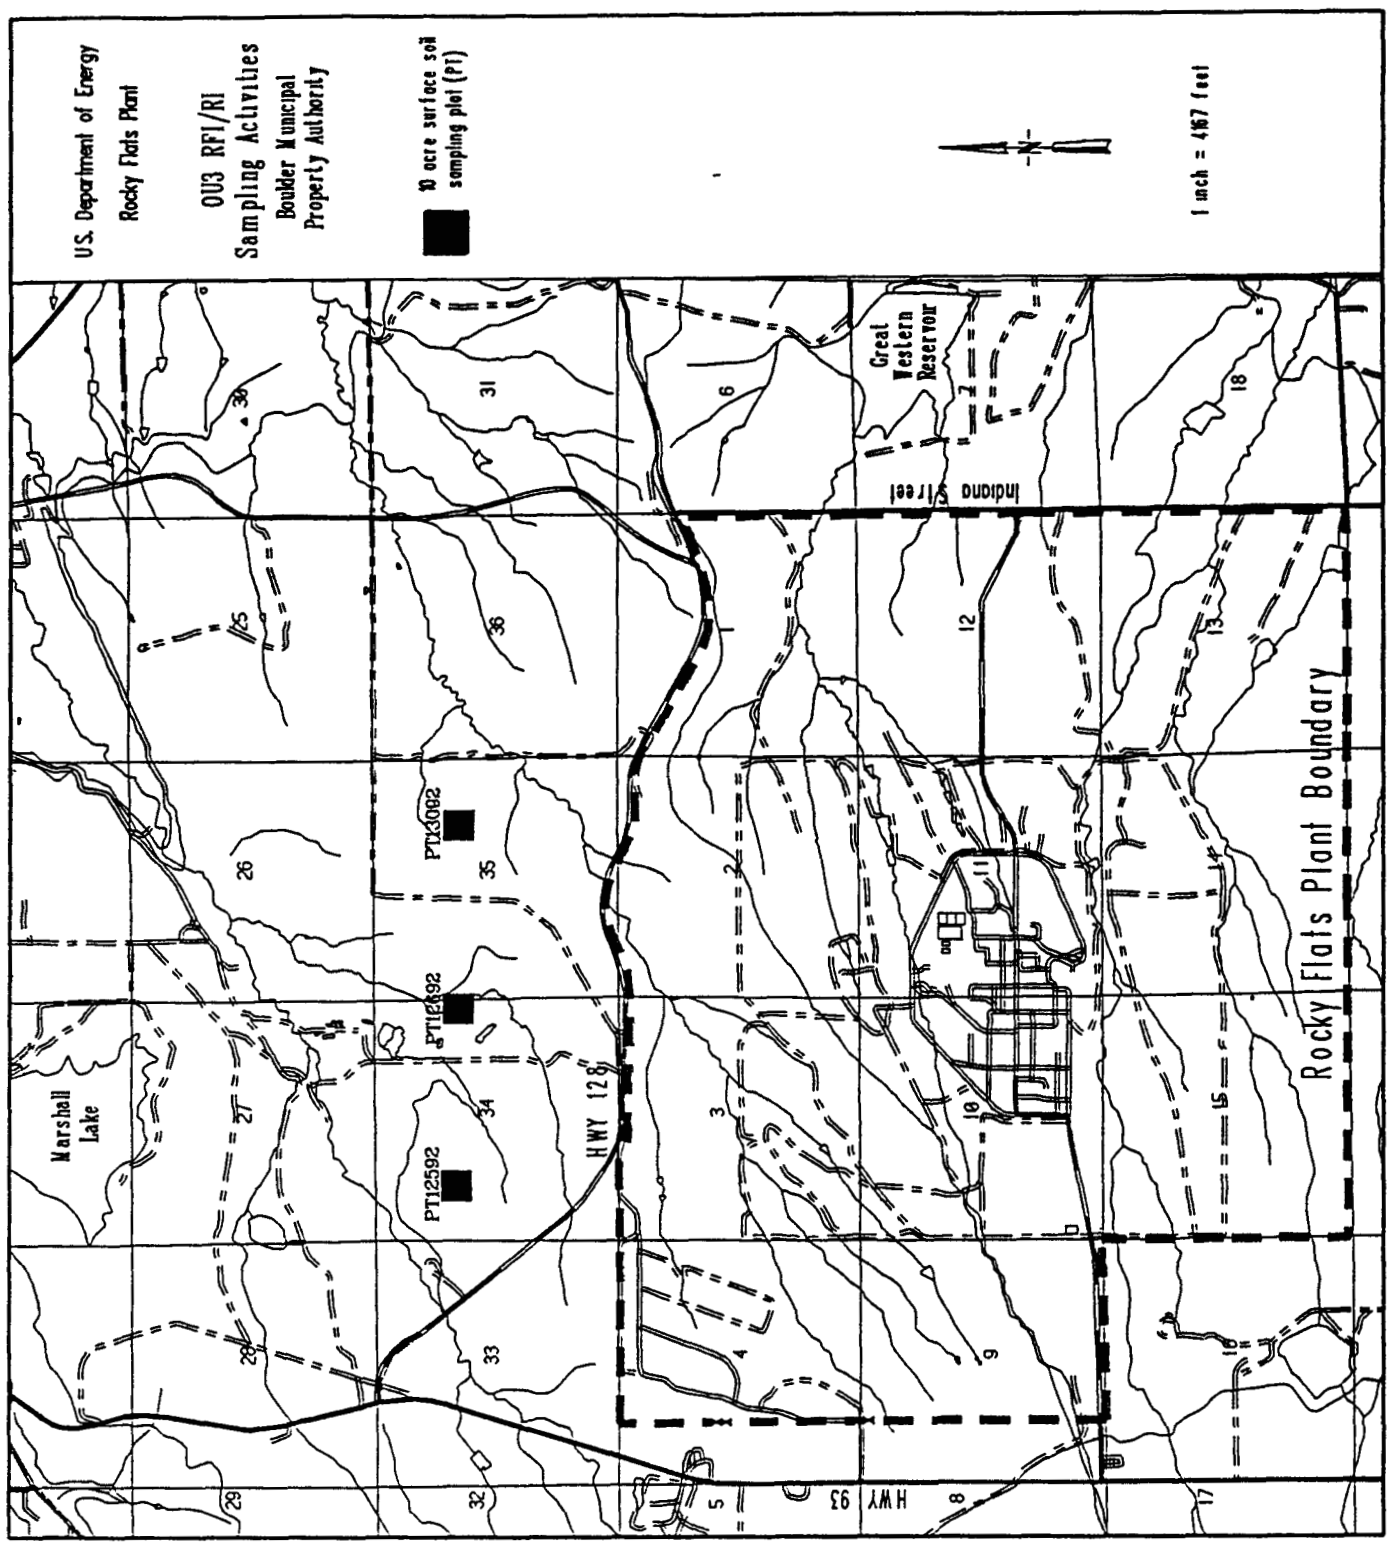 U.S. Department of Energy
Rocky Flats Plant
OU3 RFI/RI
Sampling Activities
Boulder Municipal
Property Authority
10 acre surface soil
sampling plot (PT)
-N-
1 inch = 4167 feet
Marshall
Lake
Great
Western
Reservoir
Indiana Street
HWY 128
HWY 93
Rocky Flats Plant Boundary
PT12592
PT12692
29
28
27
26
25
30
32
33
34
35
36
31
5
4
3
2
1
6
8
9
10
11
12
7
17
16
15
14
13
18